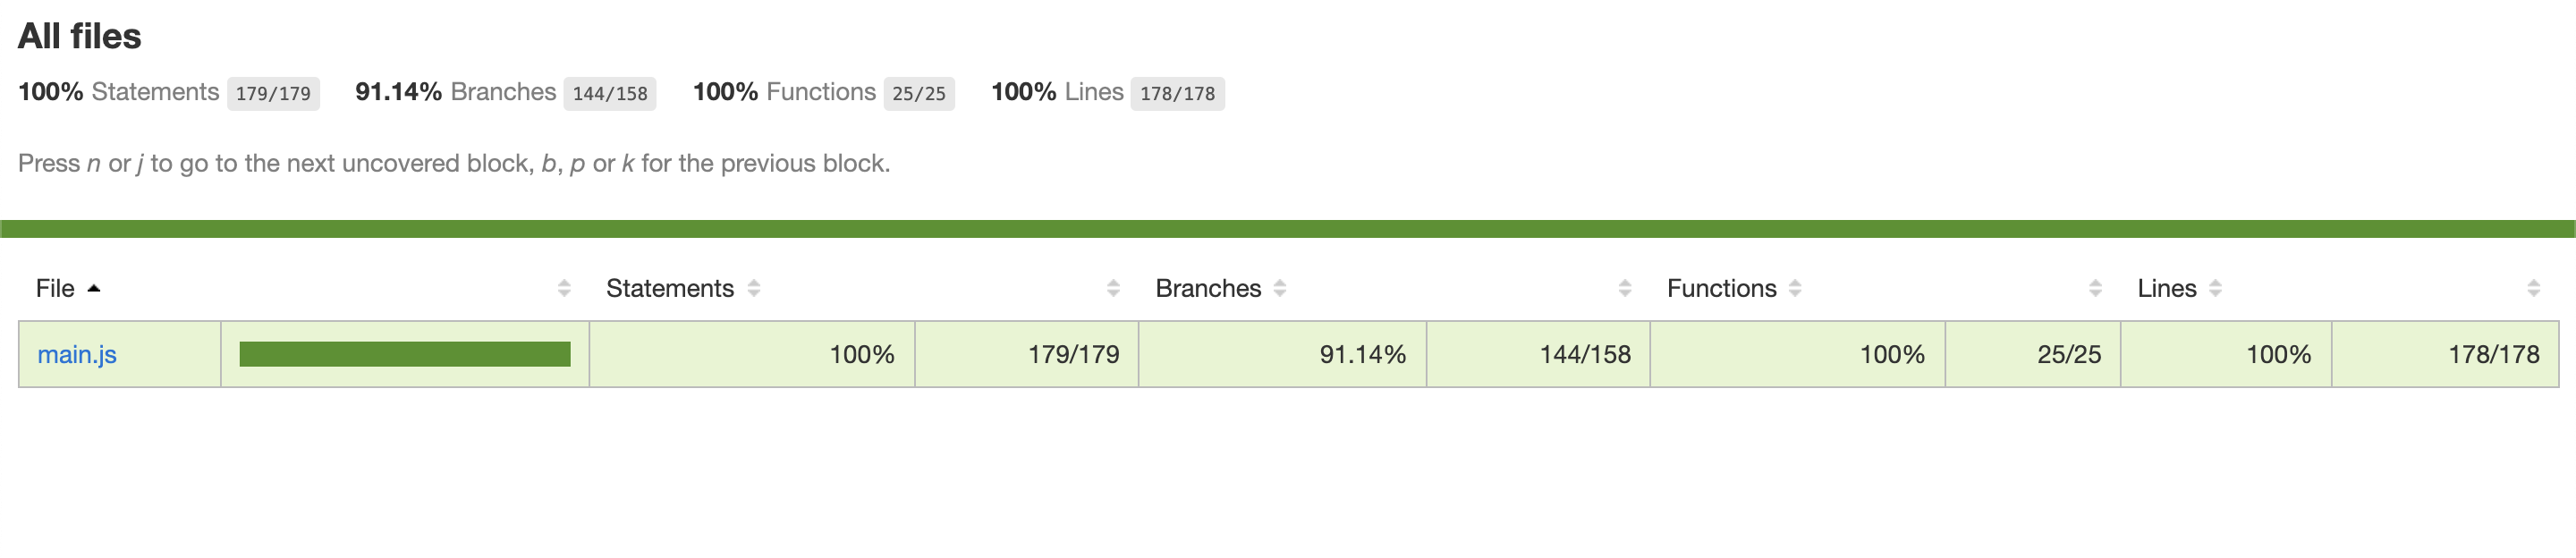 All files
100% Statements 179/179 91.14% Branches 144/158 100% Functions 25/25 100% Lines 178/178
Press n or j to go to the next uncovered block, b, p or k for the previous block.
File Statements Branches Functions Lines
main.js 100% 179/179 91.14% 144/158 100% 25/25 100% 178/178